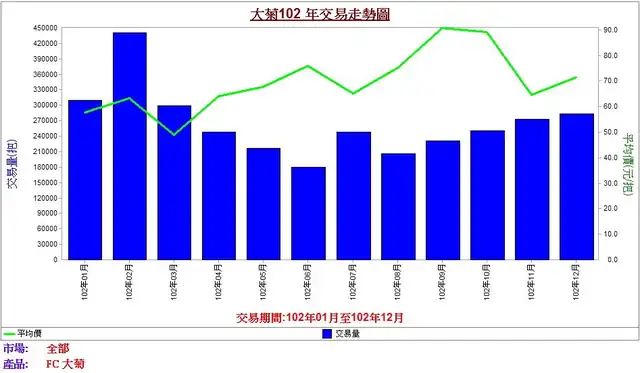 大菊102 年交易走勢圖
450000
420000
390000
360000
330000
300000
270000
240000
210000
180000
150000
120000
90000
60000
30000
0
交易量(把)
90.0
80.0
70.0
60.0
50.0
40.0
30.0
20.0
10.0
0.0
平均價(元/把)
102年01月
102年02月
102年03月
102年04月
102年05月
102年06月
102年07月
102年08月
102年09月
102年10月
102年11月
102年12月
交易期間:102年01月至102年12月
平均價
交易量
市場: 全部
產品: FC 大菊